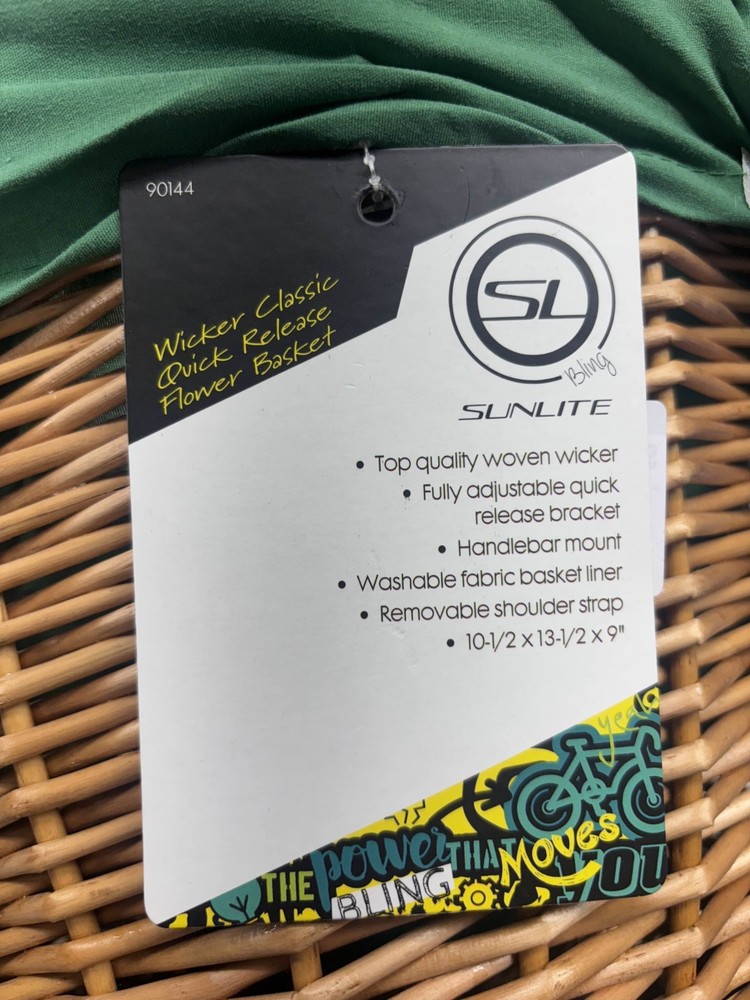 90144
Wicker Classic
Quick Release
Flower Basket
SL
Bling
SUNLITE
• Top quality woven wicker
• Fully adjustable quick
release bracket
• Handlebar mount
• Washable fabric basket liner
• Removable shoulder strap
• 10-1/2 x 13-1/2 x 9"
yeah
THE power THAT MOVES YOU
BLING